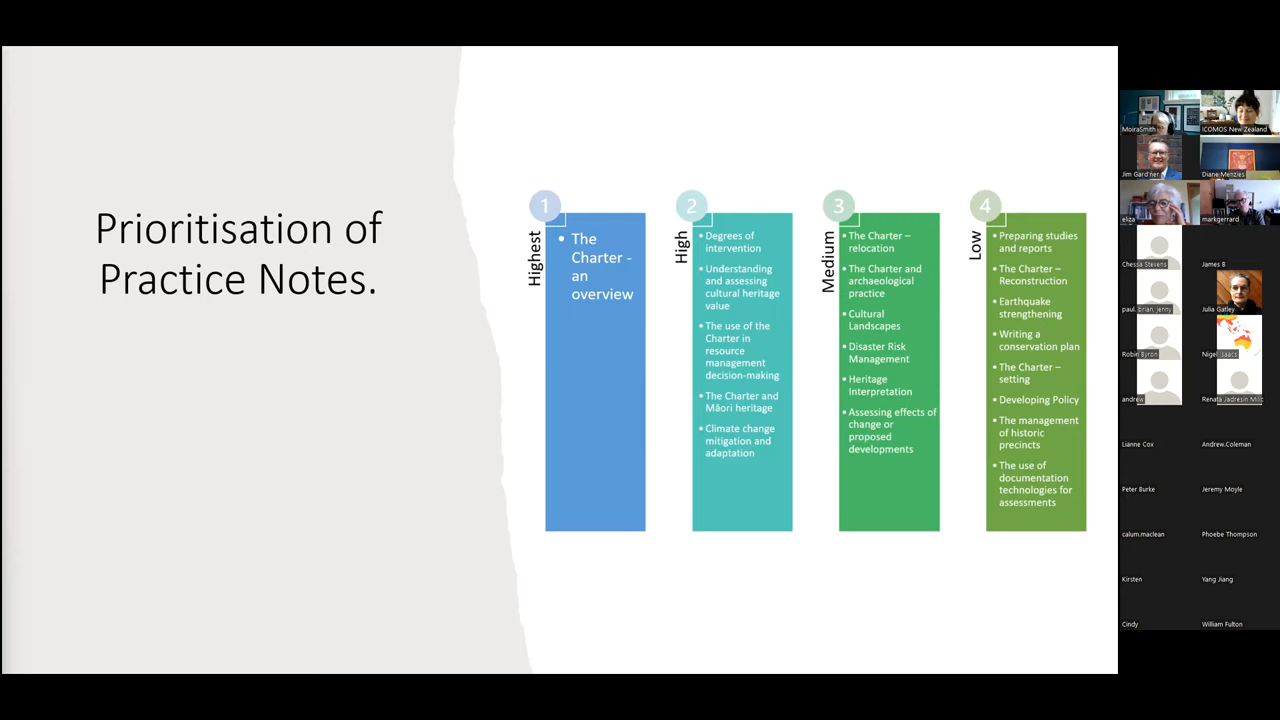 Prioritisation of
Practice Notes.
1
Highest
• The
Charter -
an
overview
2
High
• Degrees of
intervention
• Understanding
and assessing
cultural heritage
value
• The use of the
Charter in
resource
management
decision-making
• The Charter and
Māori heritage
• Climate change
mitigation and
adaptation
3
Medium
• The Charter –
relocation
• The Charter and
archaeological
practice
• Cultural
Landscapes
• Disaster Risk
Management
• Heritage
Interpretation
• Assessing effects of
change or
proposed
developments
4
Low
• Preparing studies
and reports
• The Charter –
Reconstruction
• Earthquake
strengthening
• Writing a
conservation plan
• The Charter –
setting
• Developing Policy
• The management
of historic
precincts
• The use of
documentation
technologies for
assessments
MoiraSmith
ICOMOS New Zealand
Jim Gard'ner
Diane Menzies
eliza
markgerrard
Chessa Stevens
James B
paul, brian, jenny
Julia Gatley
Robin Byron
Nigel Isaacs
andrew
Renata Jadresin Milic
Lianne Cox
Andrew.Coleman
Peter Burke
Jeremy Moyle
calum.maclean
Phoebe Thompson
Kirsten
Yang Jiang
Cindy
William Fulton